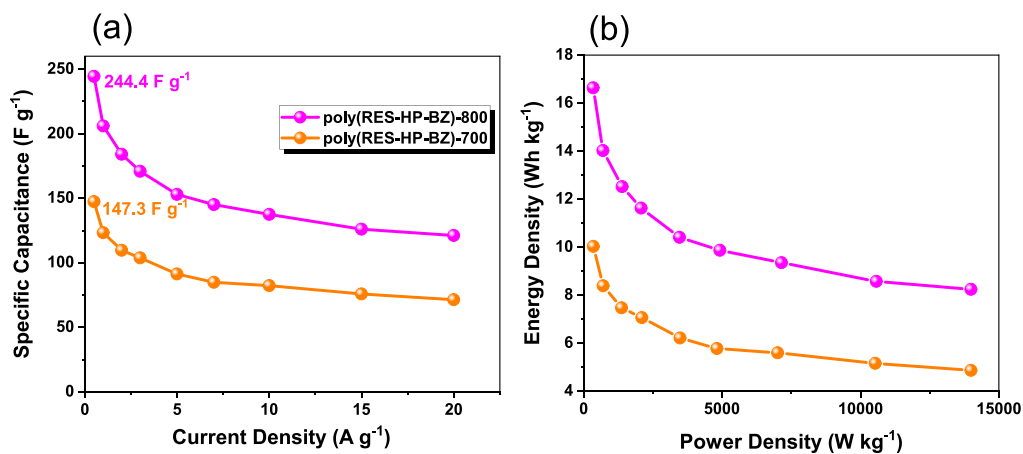 (a)
Specific Capacitance (F g⁻¹)
250
200
150
100
50
0
244.4 F g⁻¹
147.3 F g⁻¹
poly(RES-HP-BZ)-800
poly(RES-HP-BZ)-700
0 5 10 15 20
Current Density (A g⁻¹)
(b)
Energy Density (Wh kg⁻¹)
18
16
14
12
10
8
6
4
0 5000 10000 15000
Power Density (W kg⁻¹)